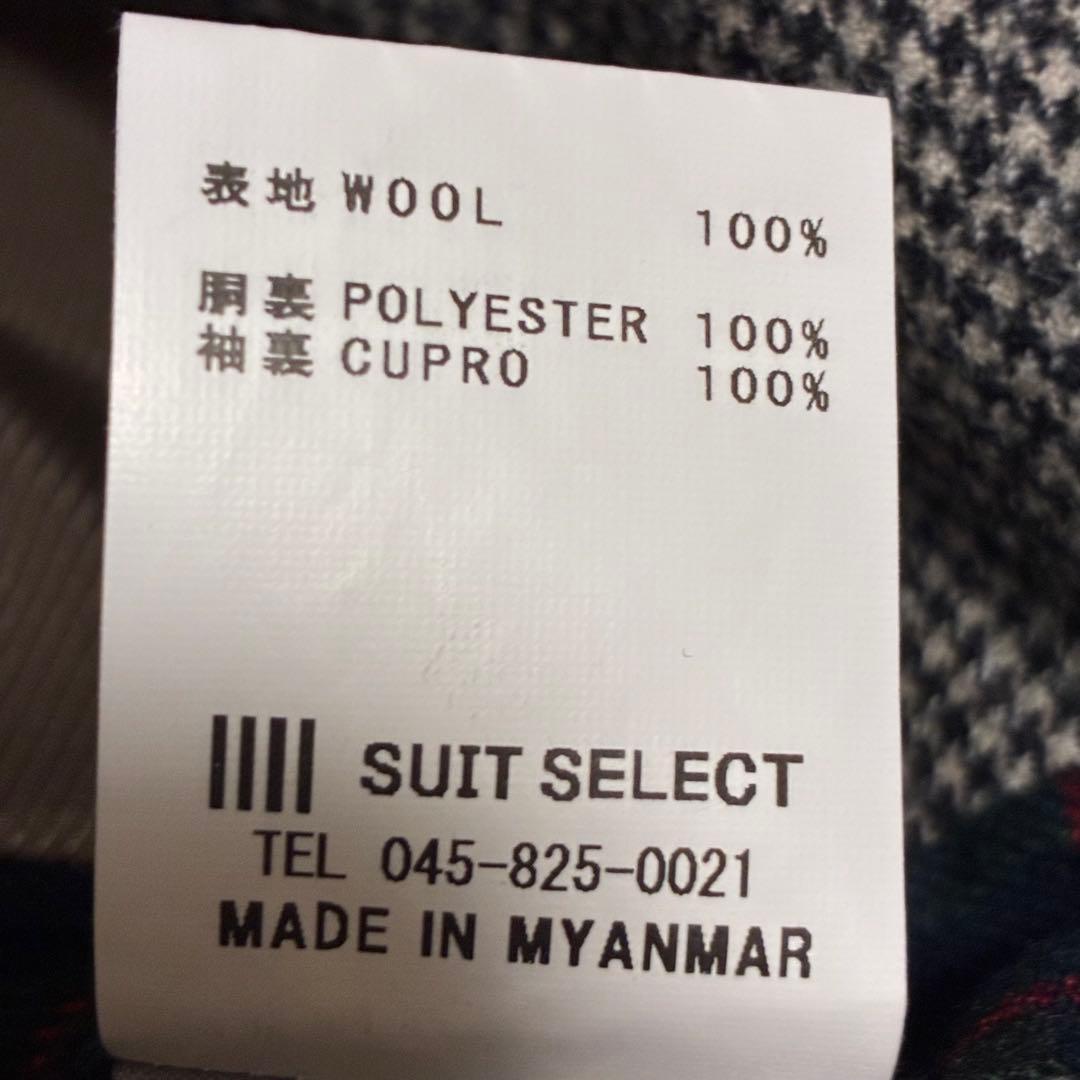 表地 WOOL 100%
胴裏 POLYESTER 100%
袖裏 CUPRO 100%
SUIT SELECT
TEL 045-825-0021
MADE IN MYANMAR